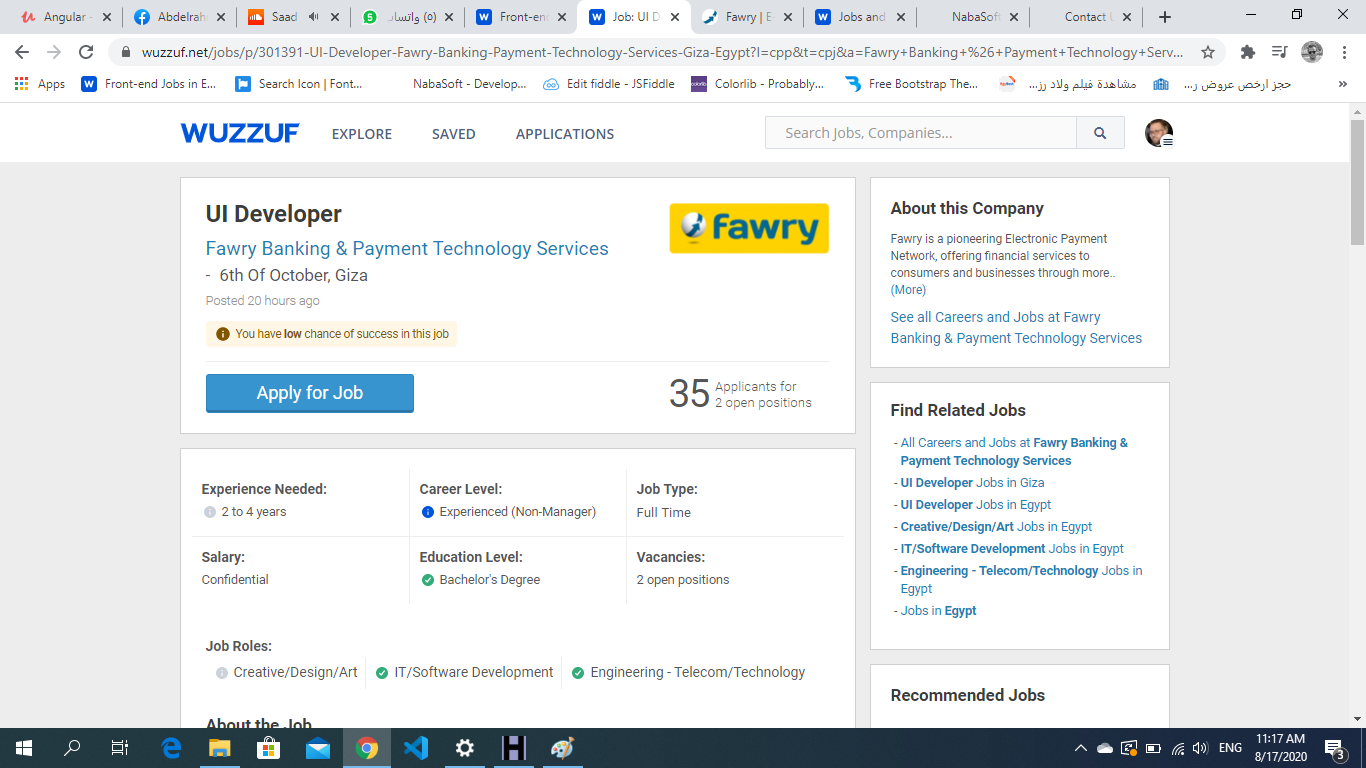 Angular -
Abdelrah
Saad
(٥) واتساب
Front-end
Job: UI D
Fawry | E-
Jobs and
NabaSoft
Contact U
wuzzuf.net/jobs/p/301391-UI-Developer-Fawry-Banking-Payment-Technology-Services-Giza-Egypt?l=cpp&t=cpj&a=Fawry+Banking+%26+Payment+Technology+Serv...
Apps
Front-end Jobs in E...
Search Icon | Font...
NabaSoft - Develop...
Edit fiddle - JSFiddle
Colorlib - Probably...
Free Bootstrap The...
مشاهدة فيلم ولاد رز...
حجز ارخص عروض ر...
»
WUZZUF
EXPLORE
SAVED
APPLICATIONS
Search Jobs, Companies...
UI Developer
Fawry Banking & Payment Technology Services
- 6th Of October, Giza
Posted 20 hours ago
You have low chance of success in this job
fawry
Apply for Job
35 Applicants for
2 open positions
Experience Needed:
2 to 4 years
Career Level:
Experienced (Non-Manager)
Job Type:
Full Time
Salary:
Confidential
Education Level:
Bachelor's Degree
Vacancies:
2 open positions
Job Roles:
Creative/Design/Art
IT/Software Development
Engineering - Telecom/Technology
About the Job
About this Company
Fawry is a pioneering Electronic Payment
Network, offering financial services to
consumers and businesses through more..
(More)
See all Careers and Jobs at Fawry
Banking & Payment Technology Services
Find Related Jobs
- All Careers and Jobs at Fawry Banking &
Payment Technology Services
- UI Developer Jobs in Giza
- UI Developer Jobs in Egypt
- Creative/Design/Art Jobs in Egypt
- IT/Software Development Jobs in Egypt
- Engineering - Telecom/Technology Jobs in
Egypt
- Jobs in Egypt
Recommended Jobs
ENG
11:17 AM
8/17/2020
3